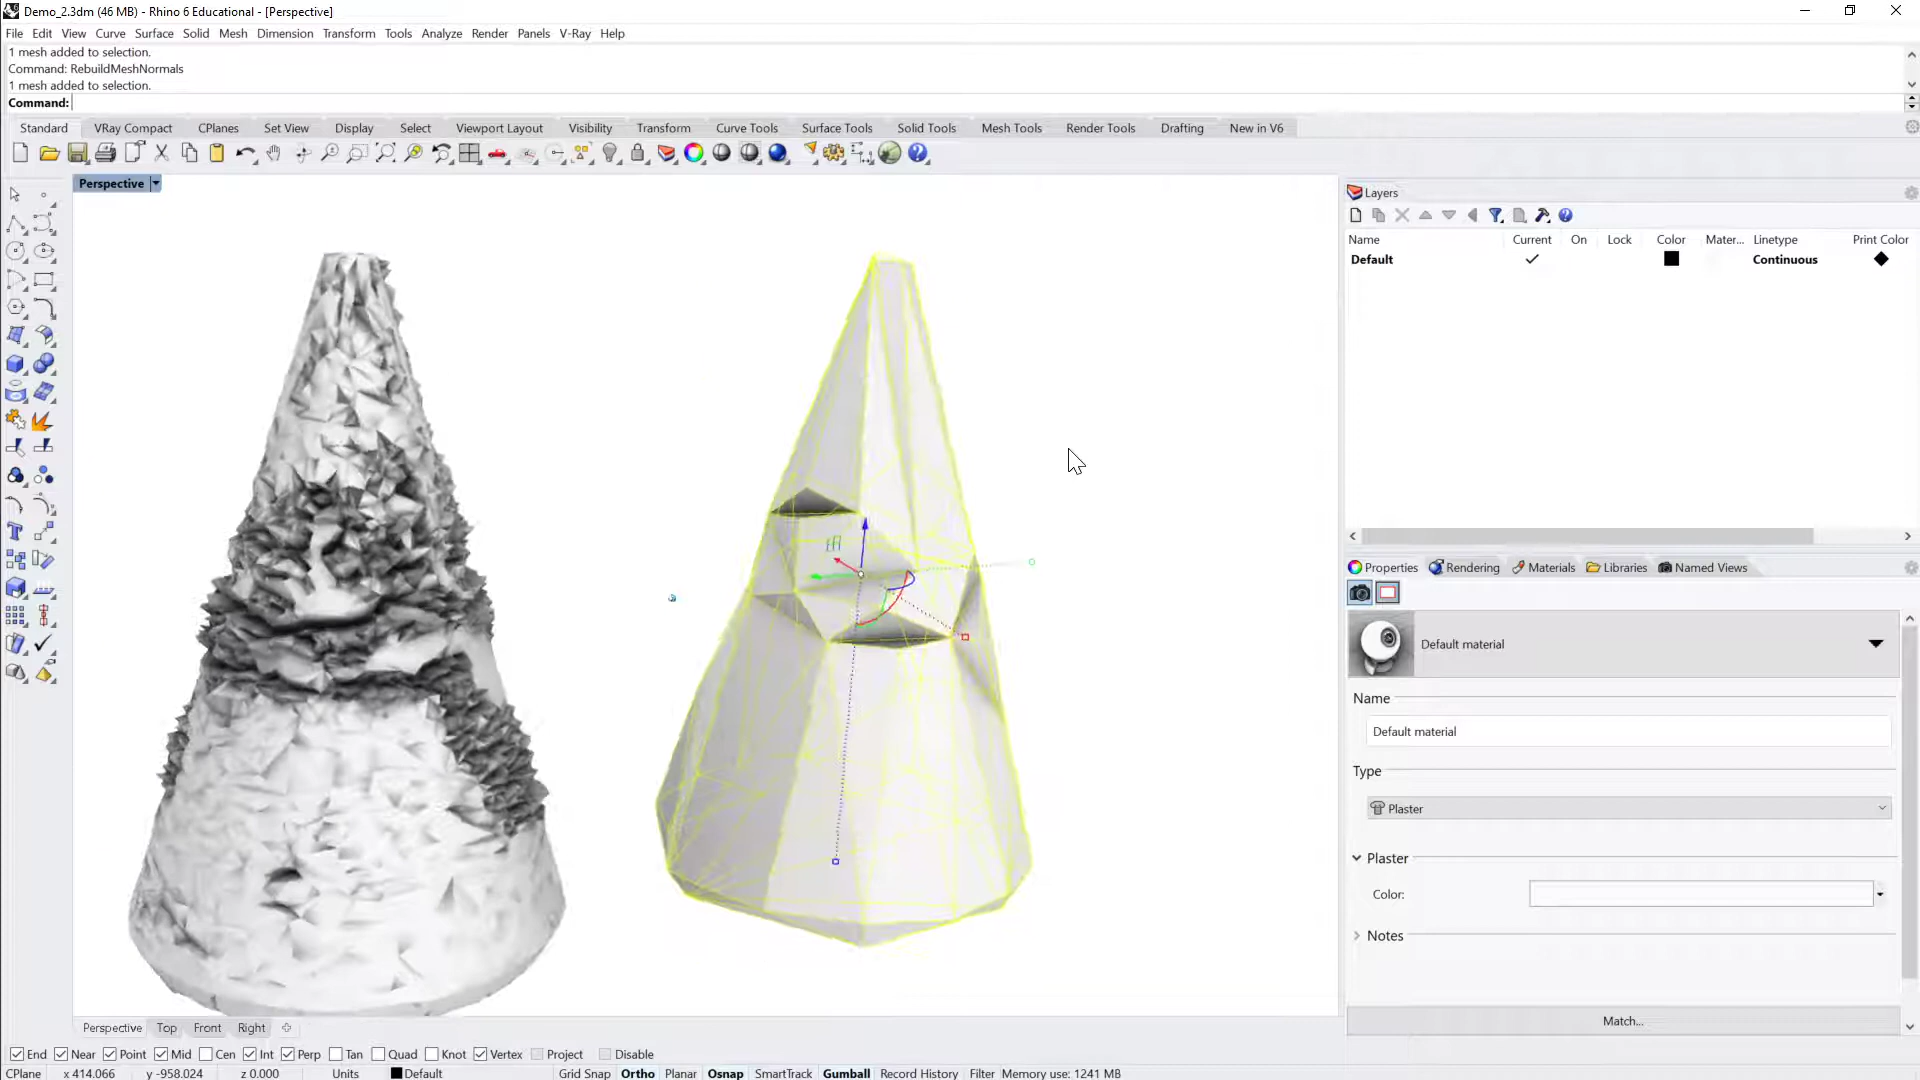 Demo_2.3dm (46 MB) - Rhino 6 Educational - [Perspective]
File Edit View Curve Surface Solid Mesh Dimension Transform Tools Analyze Render Panels V-Ray Help
1 mesh added to selection.
Command: RebuildMeshNormals
1 mesh added to selection.
Command:
Standard VRay Compact CPlanes Set View Display Select Viewport Layout Visibility Transform Curve Tools Surface Tools Solid Tools Mesh Tools Render Tools Drafting New in V6
Perspective
Layers
Name Current On Lock Color Mater... Linetype Print Color
Default Continuous
Properties Rendering Materials Libraries Named Views
Default material
Name
Default material
Type
Plaster
Plaster
Color:
Notes
Match...
Perspective Top Front Right
End Near Point Mid Cen Int Perp Tan Quad Knot Vertex Project Disable
CPlane x 414.066 y -958.024 z 0.000 Units Default Grid Snap Ortho Planar Osnap SmartTrack Gumball Record History Filter Memory use: 1241 MB